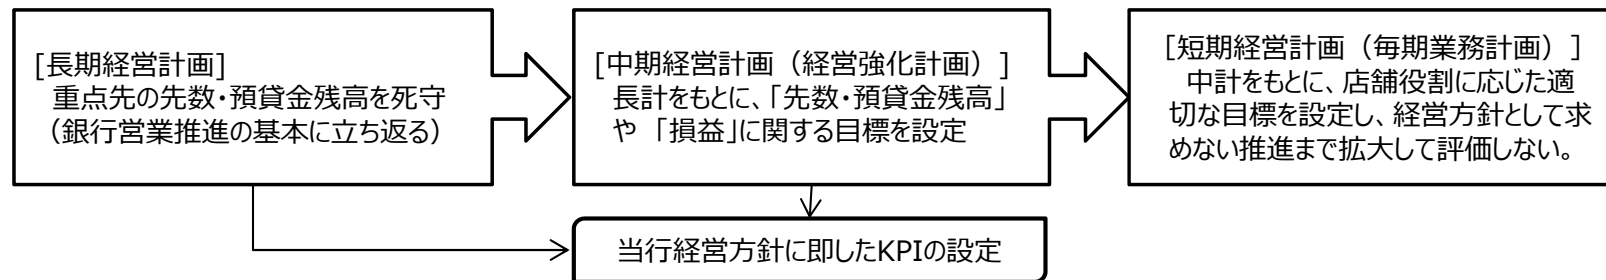 [長期経営計画]
重点先の先数・預貸金残高を死守
(銀行営業推進の基本に立ち返る)
[中期経営計画（経営強化計画）]
長計をもとに、「先数・預貸金残高」
や 「損益」に関する目標を設定
[短期経営計画（毎期業務計画）]
中計をもとに、店舗役割に応じた適
切な目標を設定し、経営方針として求
めない推進まで拡大して評価しない。
当行経営方針に即したKPIの設定